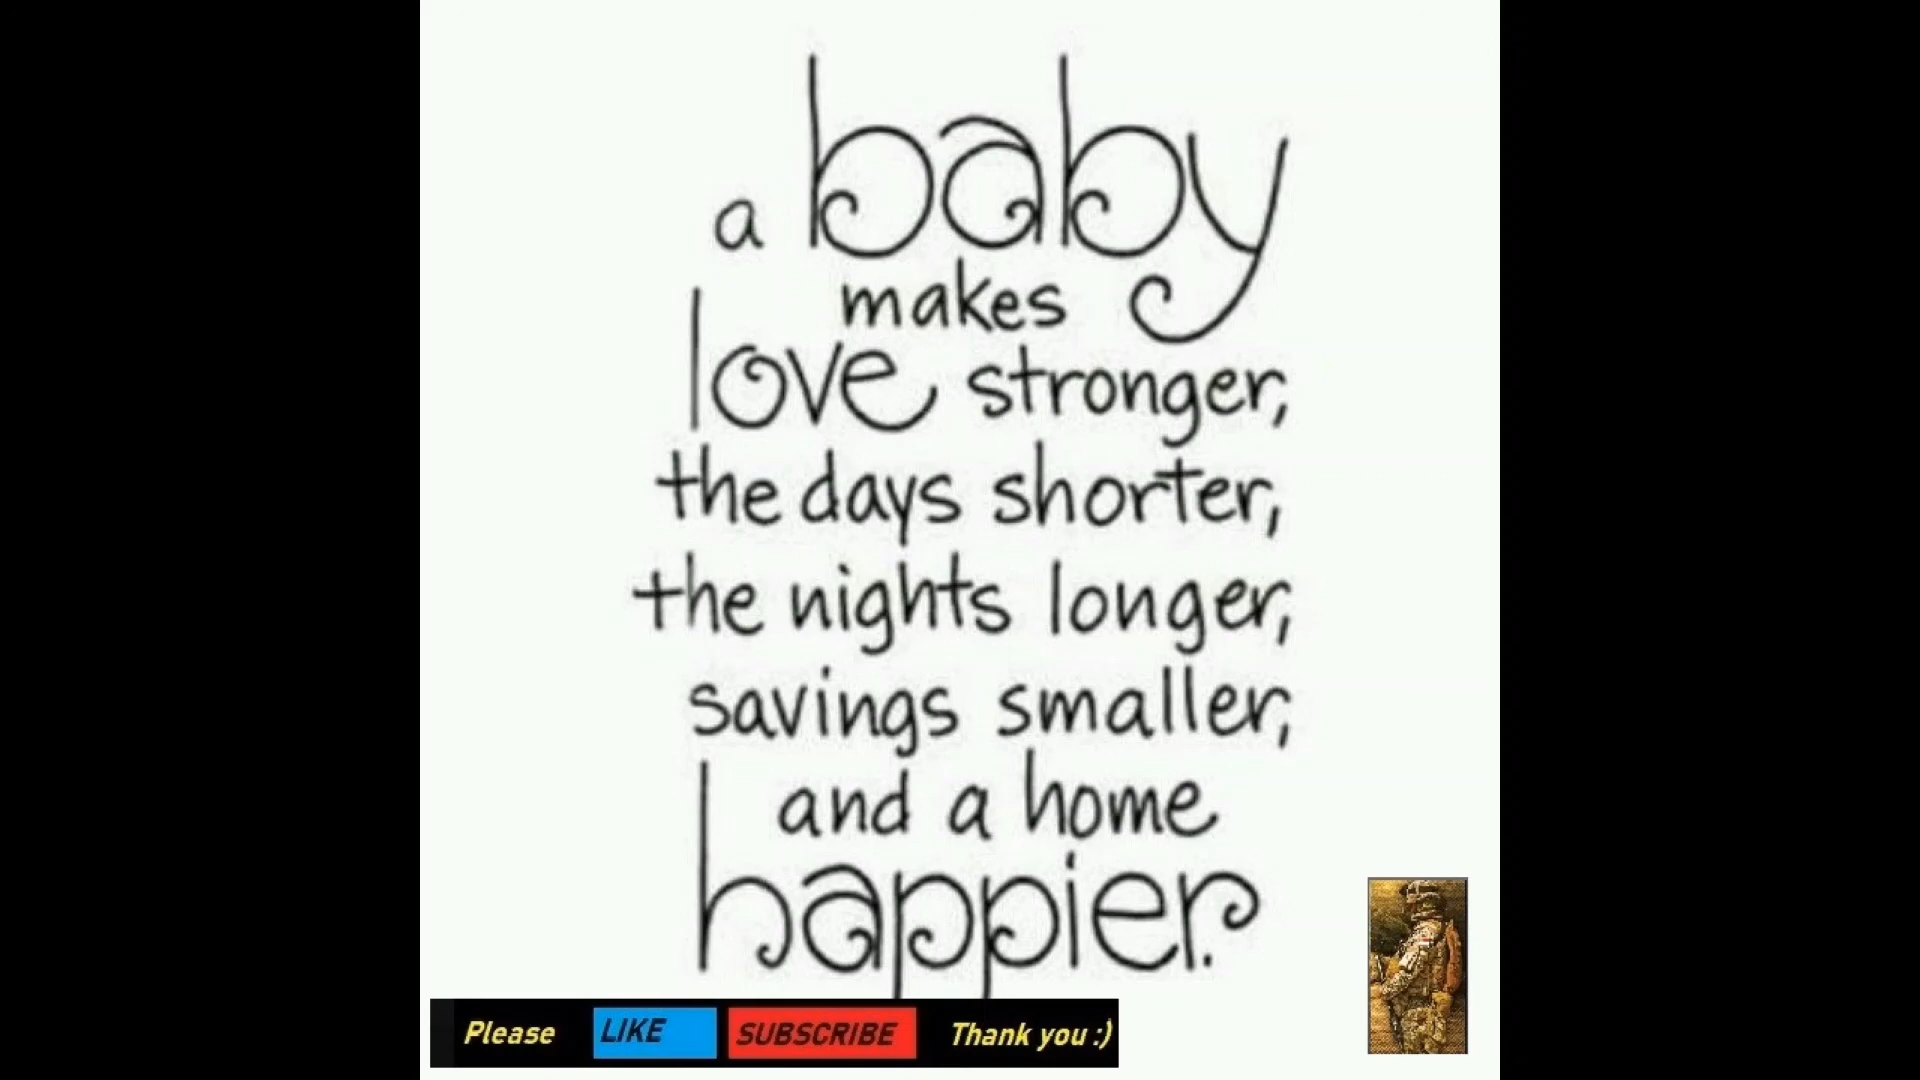 a baby
makes
love stronger,
the days shorter,
the nights longer,
savings smaller,
and a home
happier.
Please LIKE SUBSCRIBE Thank you :)